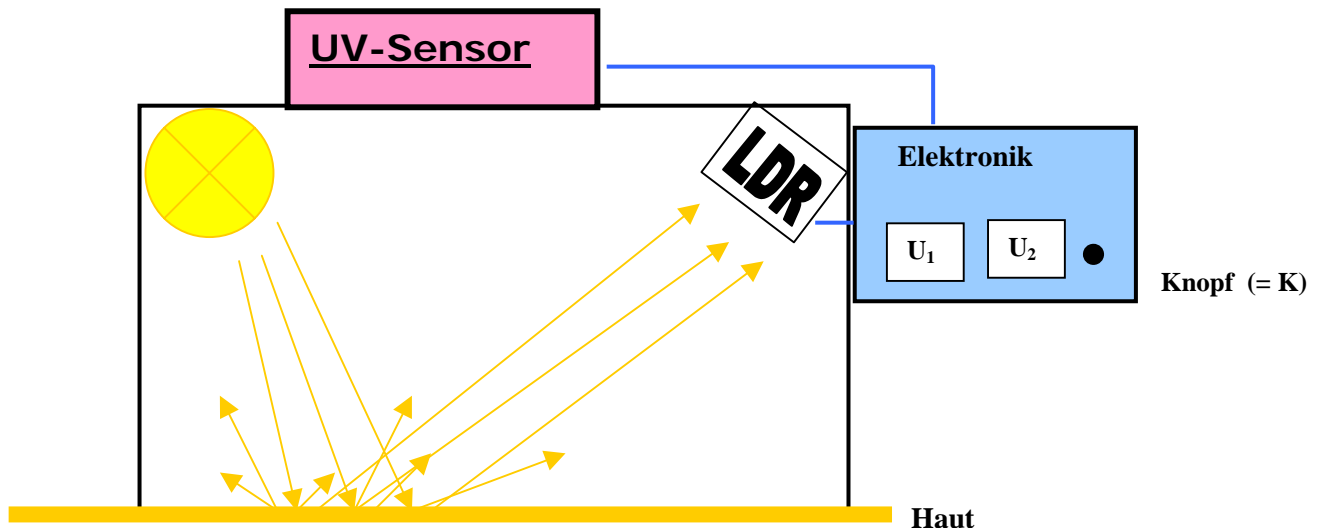 UV-Sensor
LDR
Elektronik
U₁ U₂
Knopf (= K)
Haut